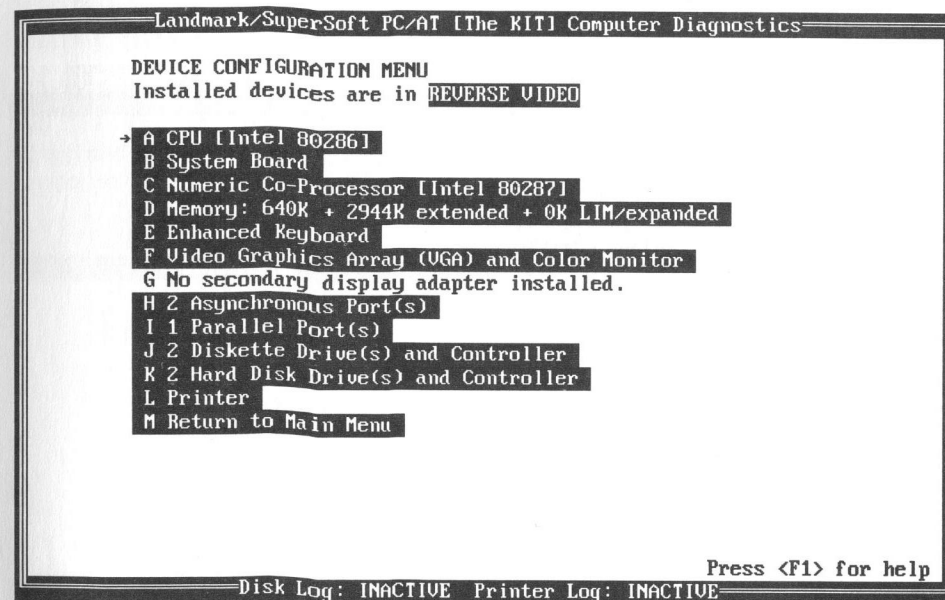 Landmark/SuperSoft PC/AT [The KIT] Computer Diagnostics
DEVICE CONFIGURATION MENU
Installed devices are in REVERSE VIDEO
→ A CPU [Intel 80286]
B System Board
C Numeric Co-Processor [Intel 80287]
D Memory: 640K + 2944K extended + 0K LIM/expanded
E Enhanced Keyboard
F Video Graphics Array (VGA) and Color Monitor
G No secondary display adapter installed.
H 2 Asynchronous Port(s)
I 1 Parallel Port(s)
J 2 Diskette Drive(s) and Controller
K 2 Hard Disk Drive(s) and Controller
L Printer
M Return to Main Menu
Press <F1> for help
Disk Log: INACTIVE Printer Log: INACTIVE